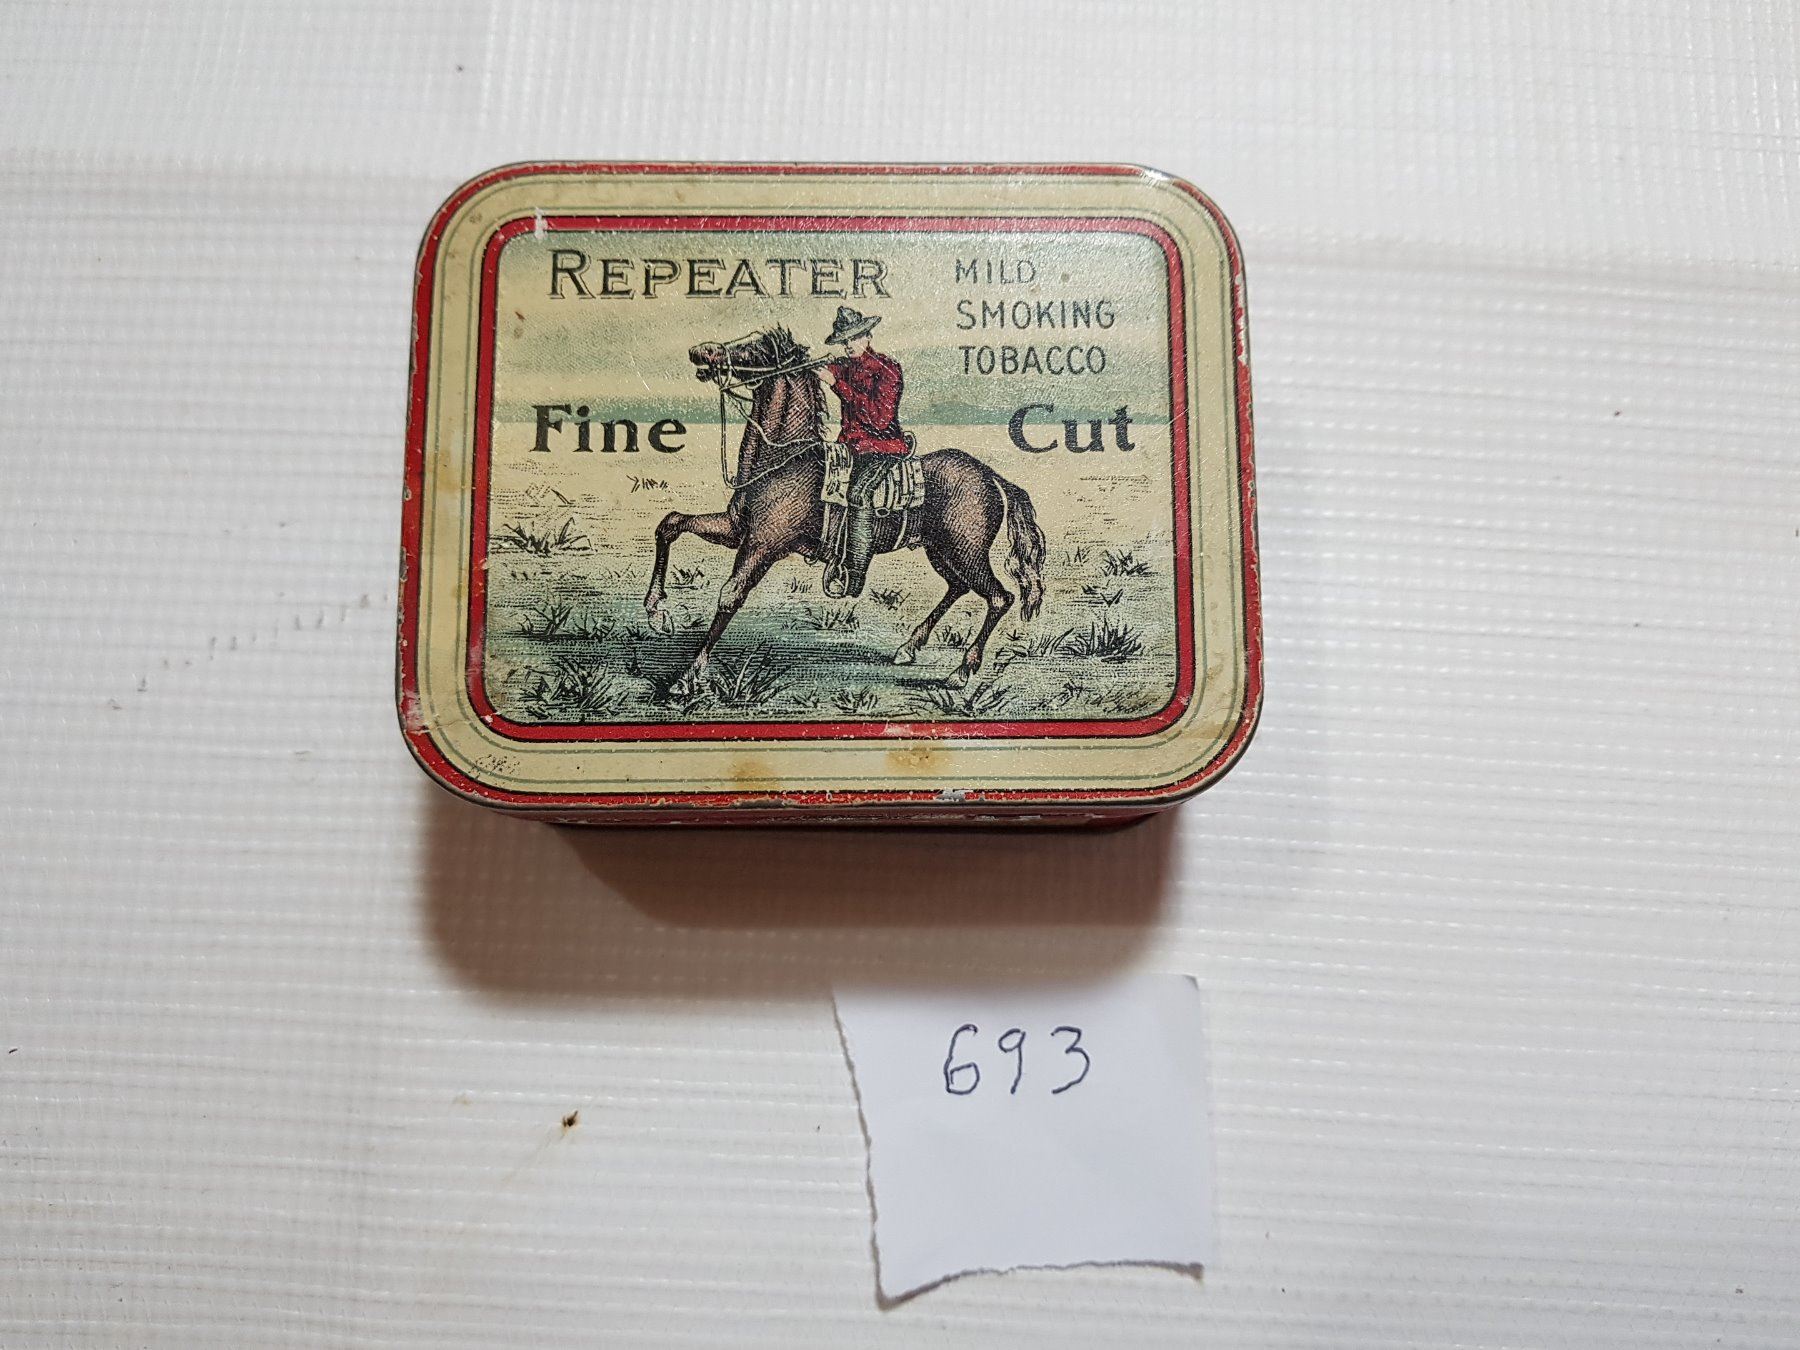 REPEATER
MILD
SMOKING
TOBACCO
Fine Cut
693